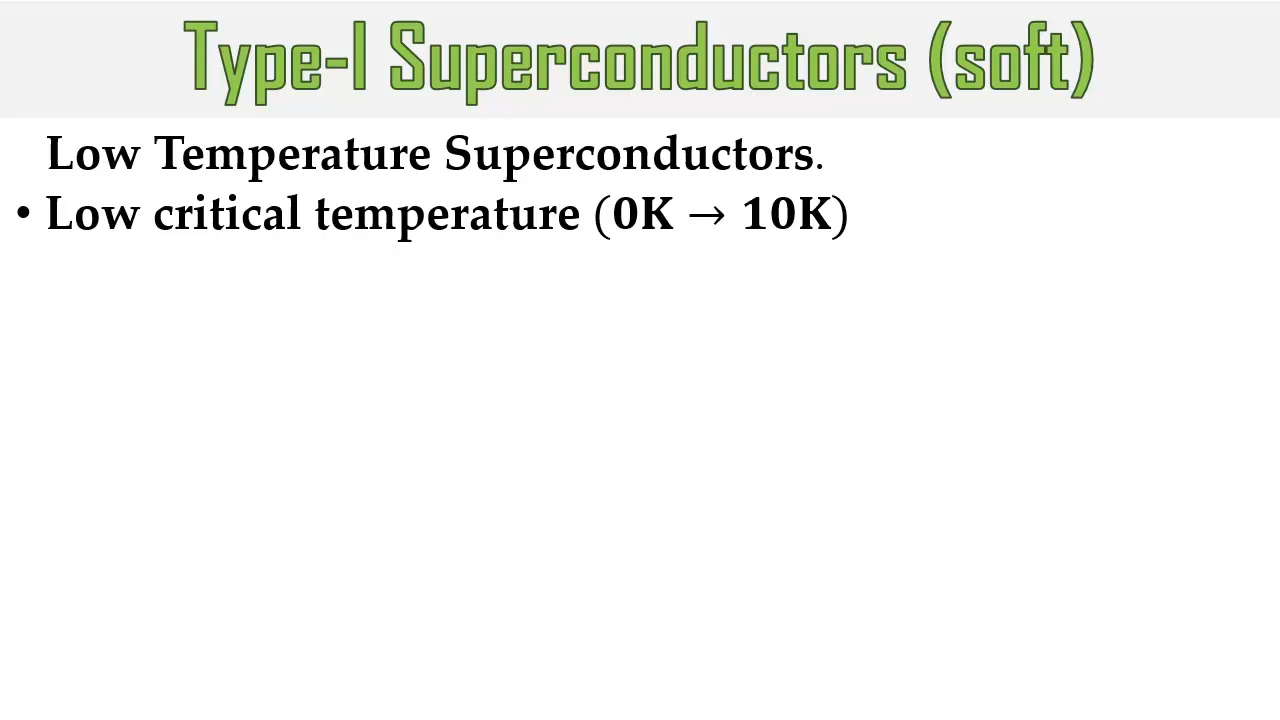 Type-I Superconductors (soft)
Low Temperature Superconductors.
• Low critical temperature (0K → 10K)